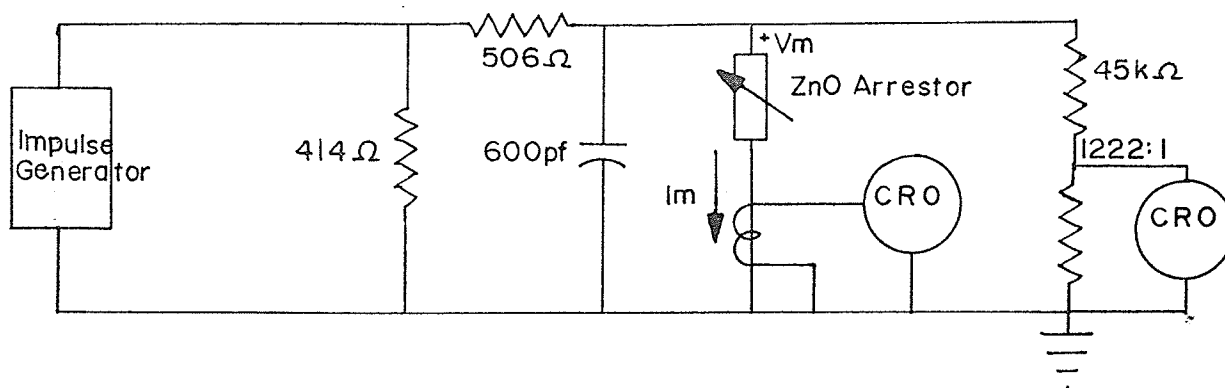 +Vm
506Ω
45kΩ
ZnO Arrestor
Impulse
Generator
414Ω
600pf
1222:1
Im
CRO
CRO